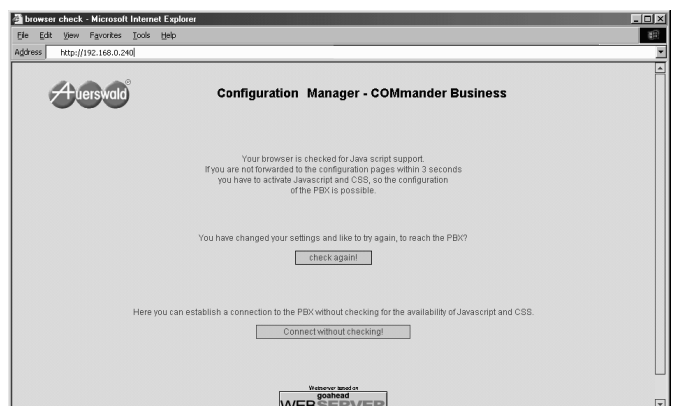 browser check - Microsoft Internet Explorer
File Edit View Favorites Tools Help
Address http://192.168.0.240
Auerswald®
Configuration Manager - COMmander Business
Your browser is checked for Java script support.
If you are not forwarded to the configuration pages within 3 seconds
you have to activate Javascript and CSS, so the configuration
of the PBX is possible.
You have changed your settings and like to try again, to reach the PBX?
check again!
Here you can establish a connection to the PBX without checking for the availability of Javascript and CSS.
Connect without checking!
Webserver based on
goahead
WEBSERVER